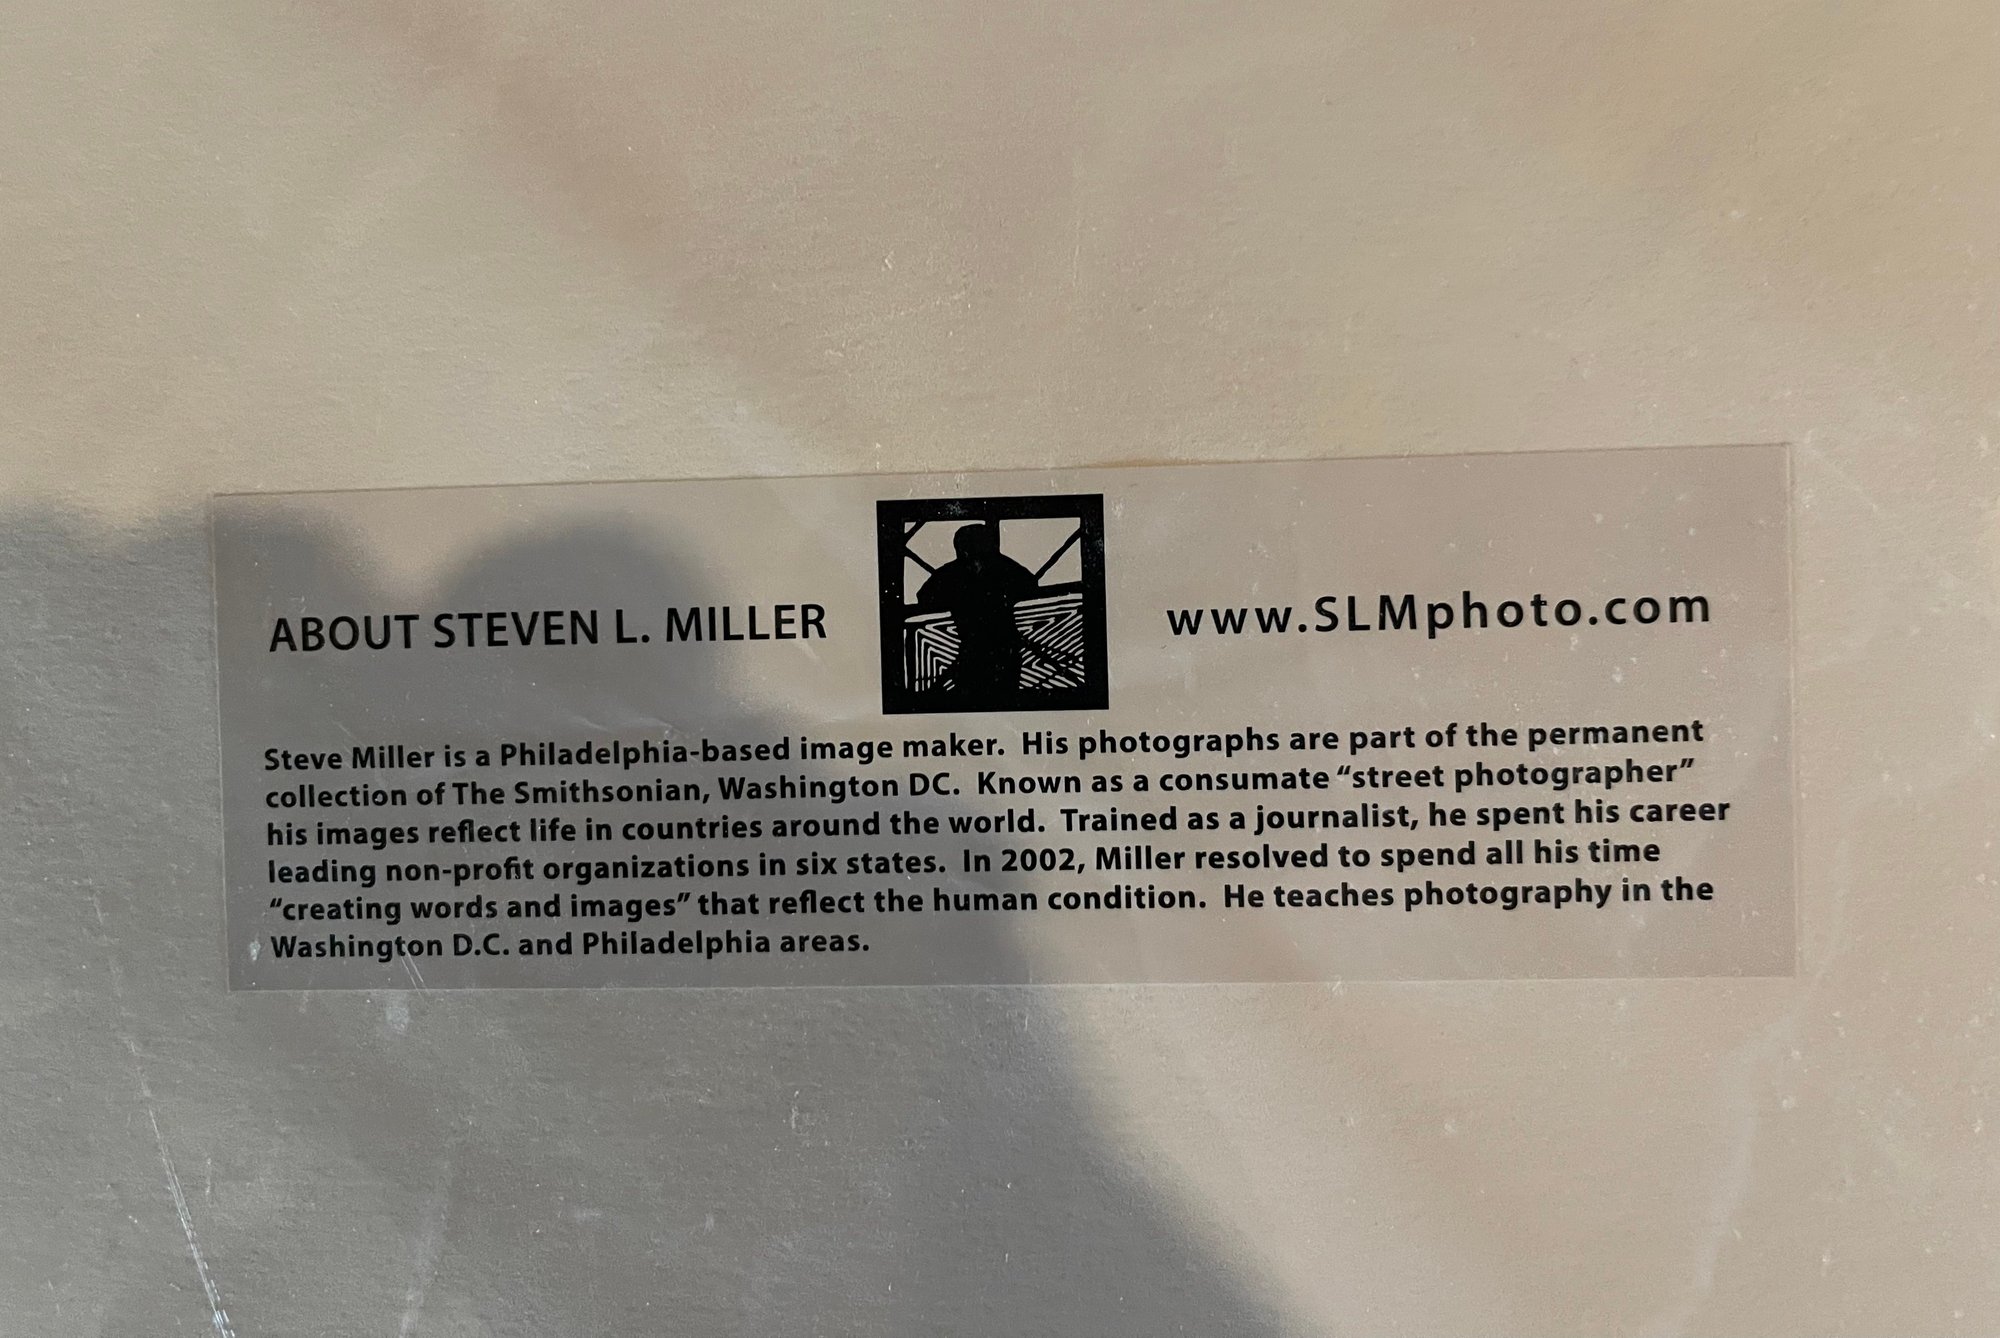 ABOUT STEVEN L. MILLER
www.SLMphoto.com
Steve Miller is a Philadelphia-based image maker. His photographs are part of the permanent
collection of The Smithsonian, Washington DC. Known as a consumate “street photographer”
his images reflect life in countries around the world. Trained as a journalist, he spent his career
leading non-profit organizations in six states. In 2002, Miller resolved to spend all his time
“creating words and images” that reflect the human condition. He teaches photography in the
Washington D.C. and Philadelphia areas.